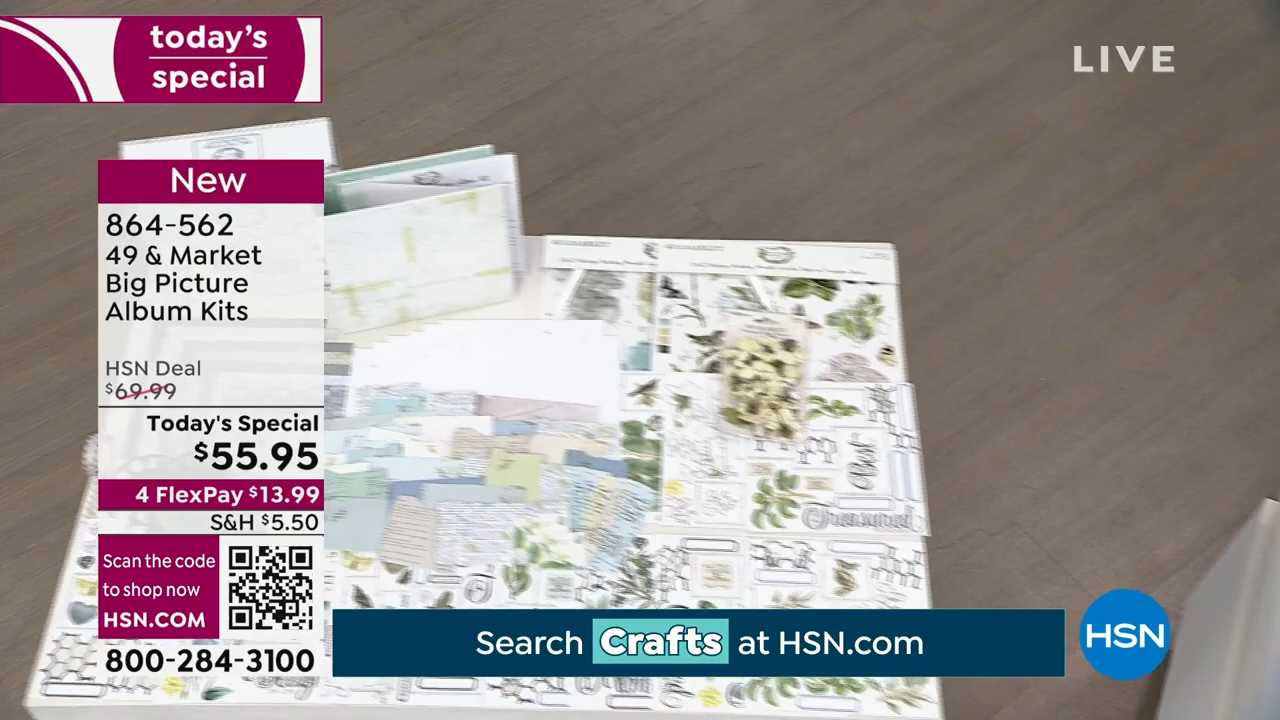 today's
special
LIVE
New
864-562
49 & Market
Big Picture
Album Kits
HSN Deal
$69.99
Today's Special
$55.95
4 FlexPay $13.99
S&H $5.50
Scan the code
to shop now
HSN.COM
800-284-3100
Search Crafts at HSN.com
HSN
Treasured